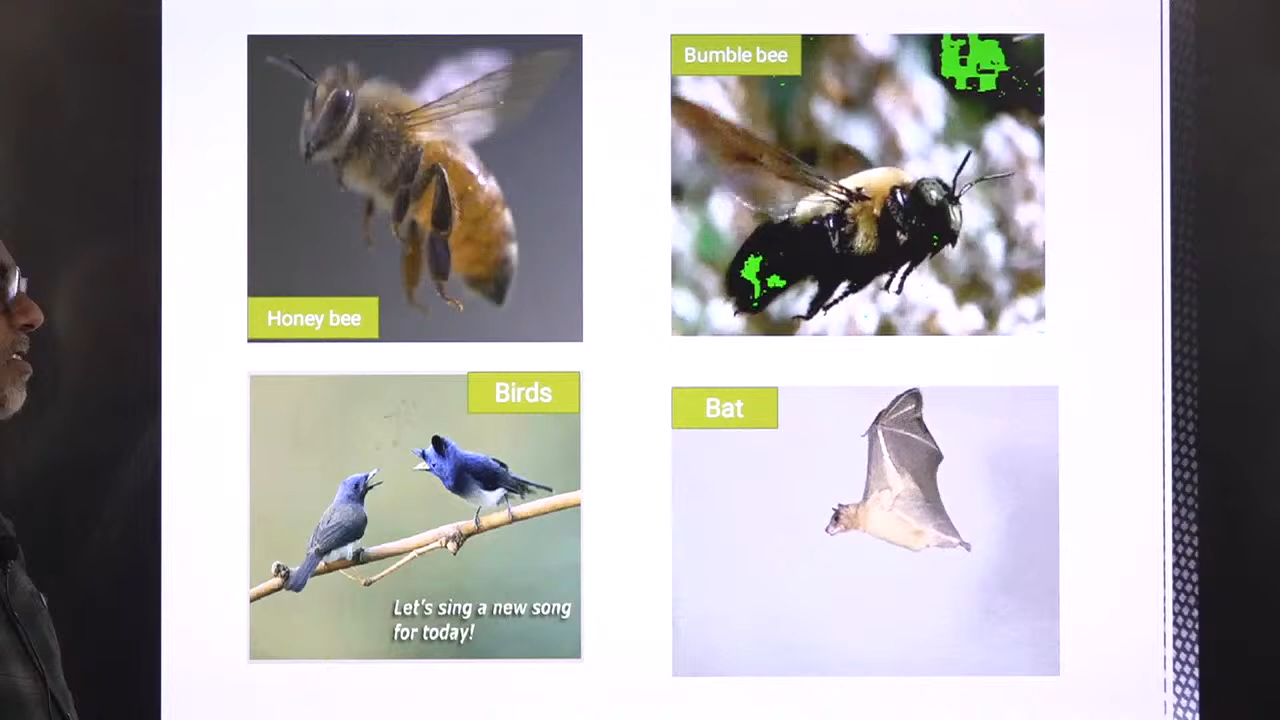 Honey bee
Bumble bee
Birds
Let's sing a new song
for today!
Bat